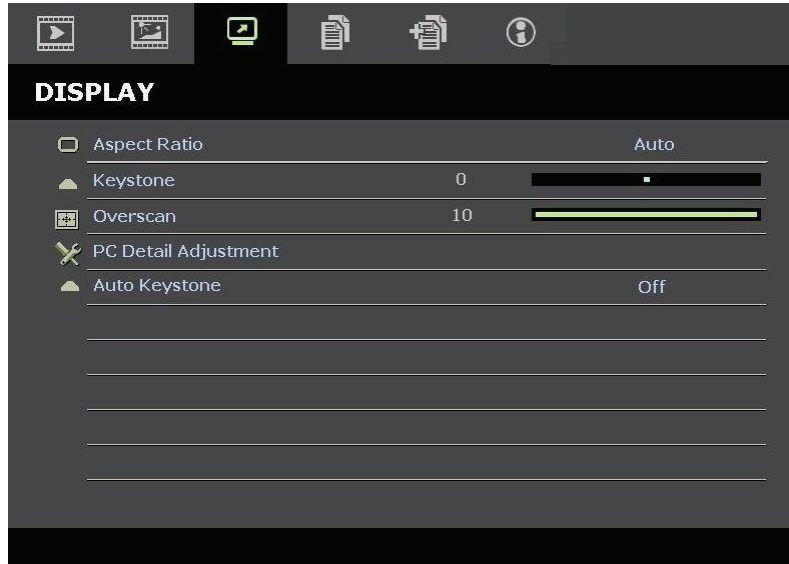 DISPLAY
Aspect Ratio Auto
Keystone 0
Overscan 10
PC Detail Adjustment
Auto Keystone Off